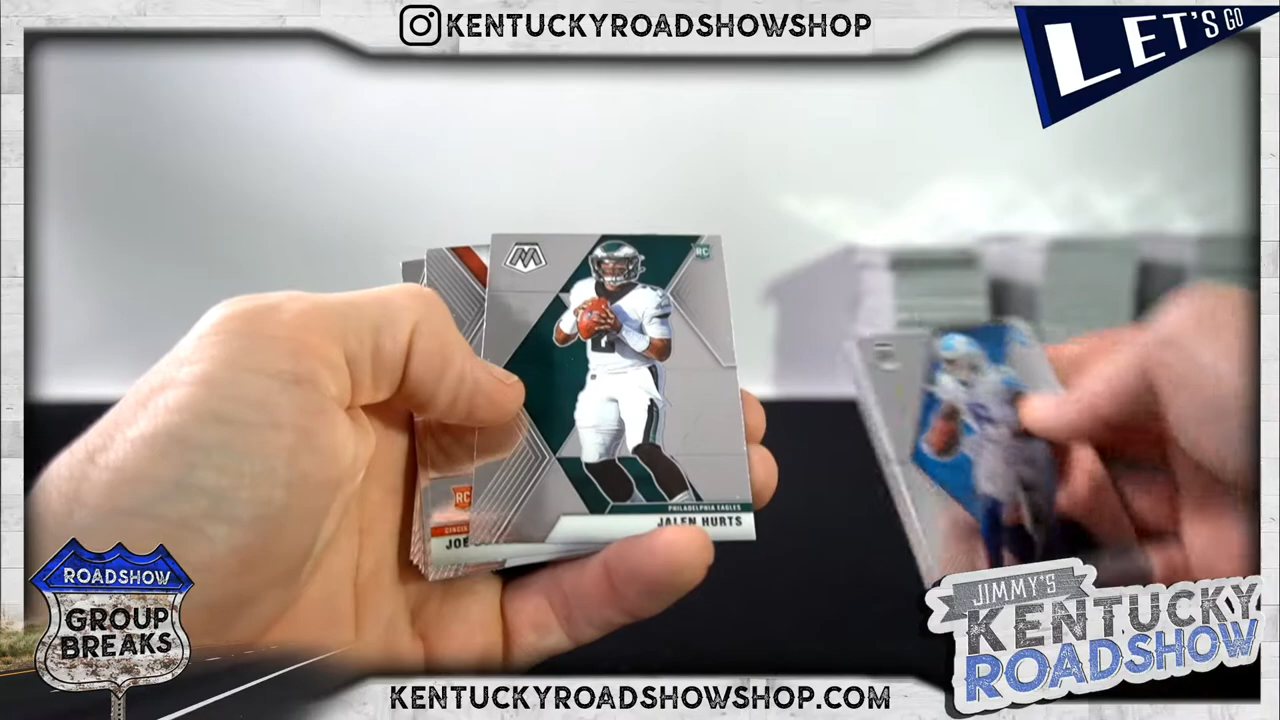 KENTUCKYROADSHOWSHOP
LET'S GO
RC
PHILADELPHIA EAGLES
JALEN HURTS
RC
JOE
ROADSHOW
GROUP
BREAKS
JIMMY'S
KENTUCKY
ROADSHOW
KENTUCKYROADSHOWSHOP.COM